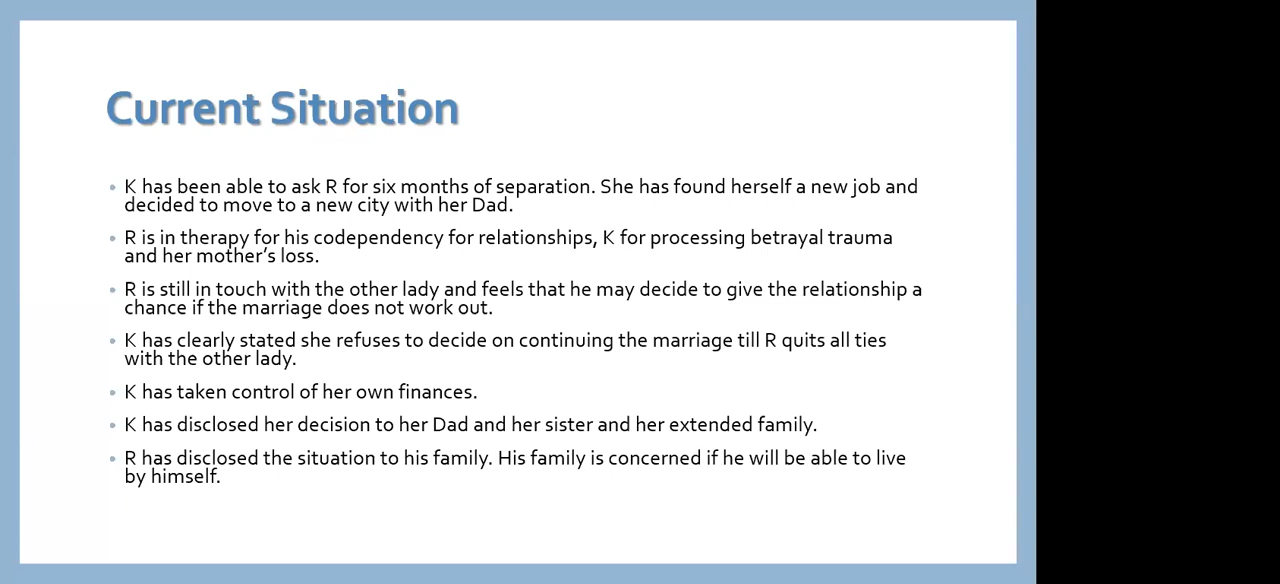 Current Situation
• K has been able to ask R for six months of separation. She has found herself a new job and
decided to move to a new city with her Dad.
• R is in therapy for his codependency for relationships, K for processing betrayal trauma
and her mother’s loss.
• R is still in touch with the other lady and feels that he may decide to give the relationship a
chance if the marriage does not work out.
• K has clearly stated she refuses to decide on continuing the marriage till R quits all ties
with the other lady.
• K has taken control of her own finances.
• K has disclosed her decision to her Dad and her sister and her extended family.
• R has disclosed the situation to his family. His family is concerned if he will be able to live
by himself.